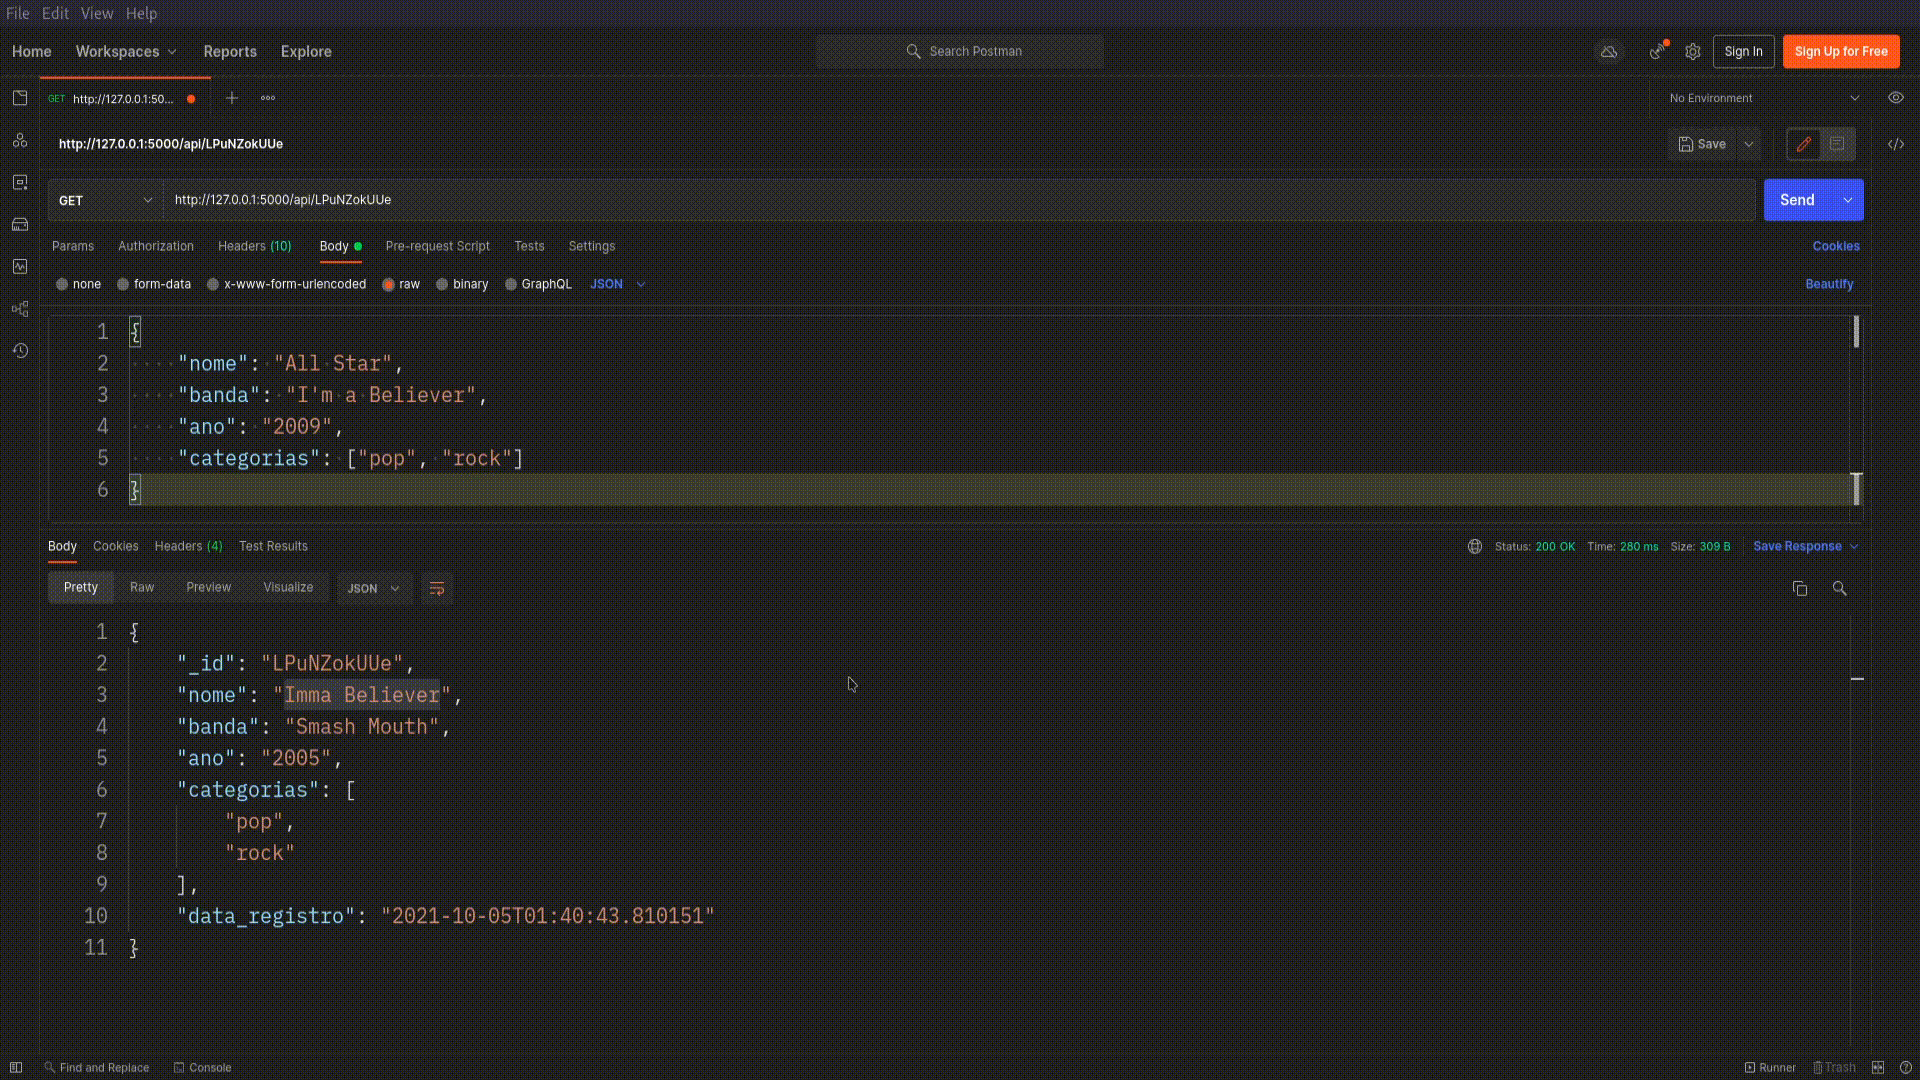 File Edit View Help
Home Workspaces Reports Explore Search Postman Sign In Sign Up for Free
GET http://127.0.0.1:50... No Environment
http://127.0.0.1:5000/api/LPuNZokUUe Save
GET http://127.0.0.1:5000/api/LPuNZokUUe Send
Params Authorization Headers (10) Body Pre-request Script Tests Settings Cookies
none form-data x-www-form-urlencoded raw binary GraphQL JSON Beautify
1 {
2 "nome": "All Star",
3 "banda": "I'm a Believer",
4 "ano": "2009",
5 "categorias": ["pop", "rock"]
6 }
Body Cookies Headers (4) Test Results Status: 200 OK Time: 280 ms Size: 309 B Save Response
Pretty Raw Preview Visualize JSON
1 {
2 "_id": "LPuNZokUUe",
3 "nome": "Imma Believer",
4 "banda": "Smash Mouth",
5 "ano": "2005",
6 "categorias": [
7 "pop",
8 "rock"
9 ],
10 "data_registro": "2021-10-05T01:40:43.810151"
11 }
Find and Replace Console Runner Trash